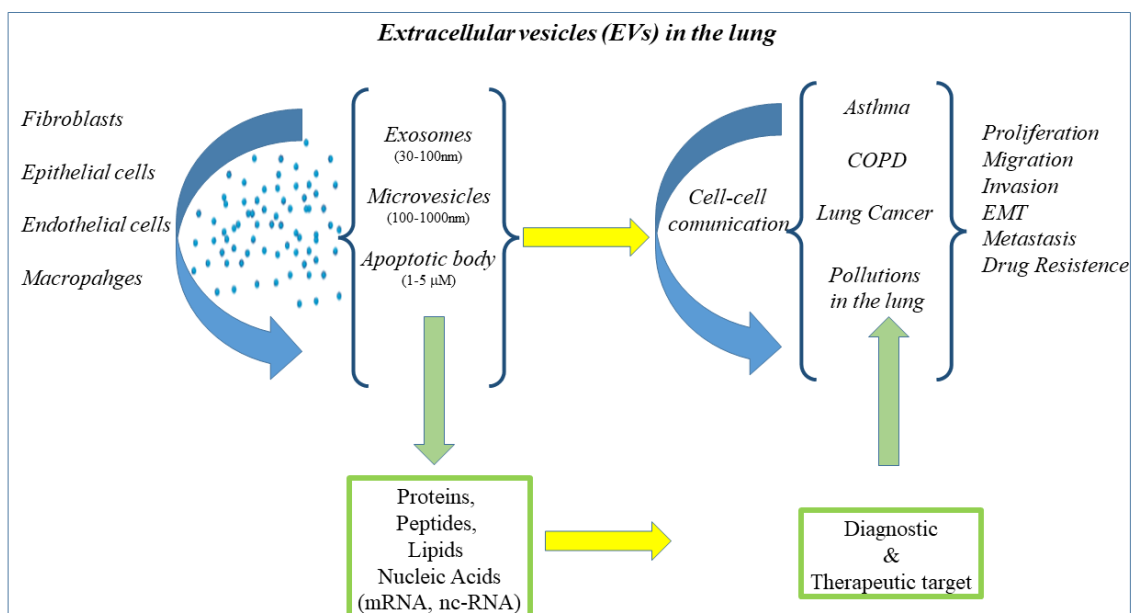 Extracellular vesicles (EVs) in the lung
Fibroblasts
Epithelial cells
Endothelial cells
Macropahges
Exosomes
(30-100nm)
Microvesicles
(100-1000nm)
Apoptotic body
(1-5 μM)
Cell-cell
comunication
Asthma
COPD
Lung Cancer
Pollutions
in the lung
Proliferation
Migration
Invasion
EMT
Metastasis
Drug Resistence
Proteins,
Peptides,
Lipids
Nucleic Acids
(mRNA, nc-RNA)
Diagnostic
&
Therapeutic target